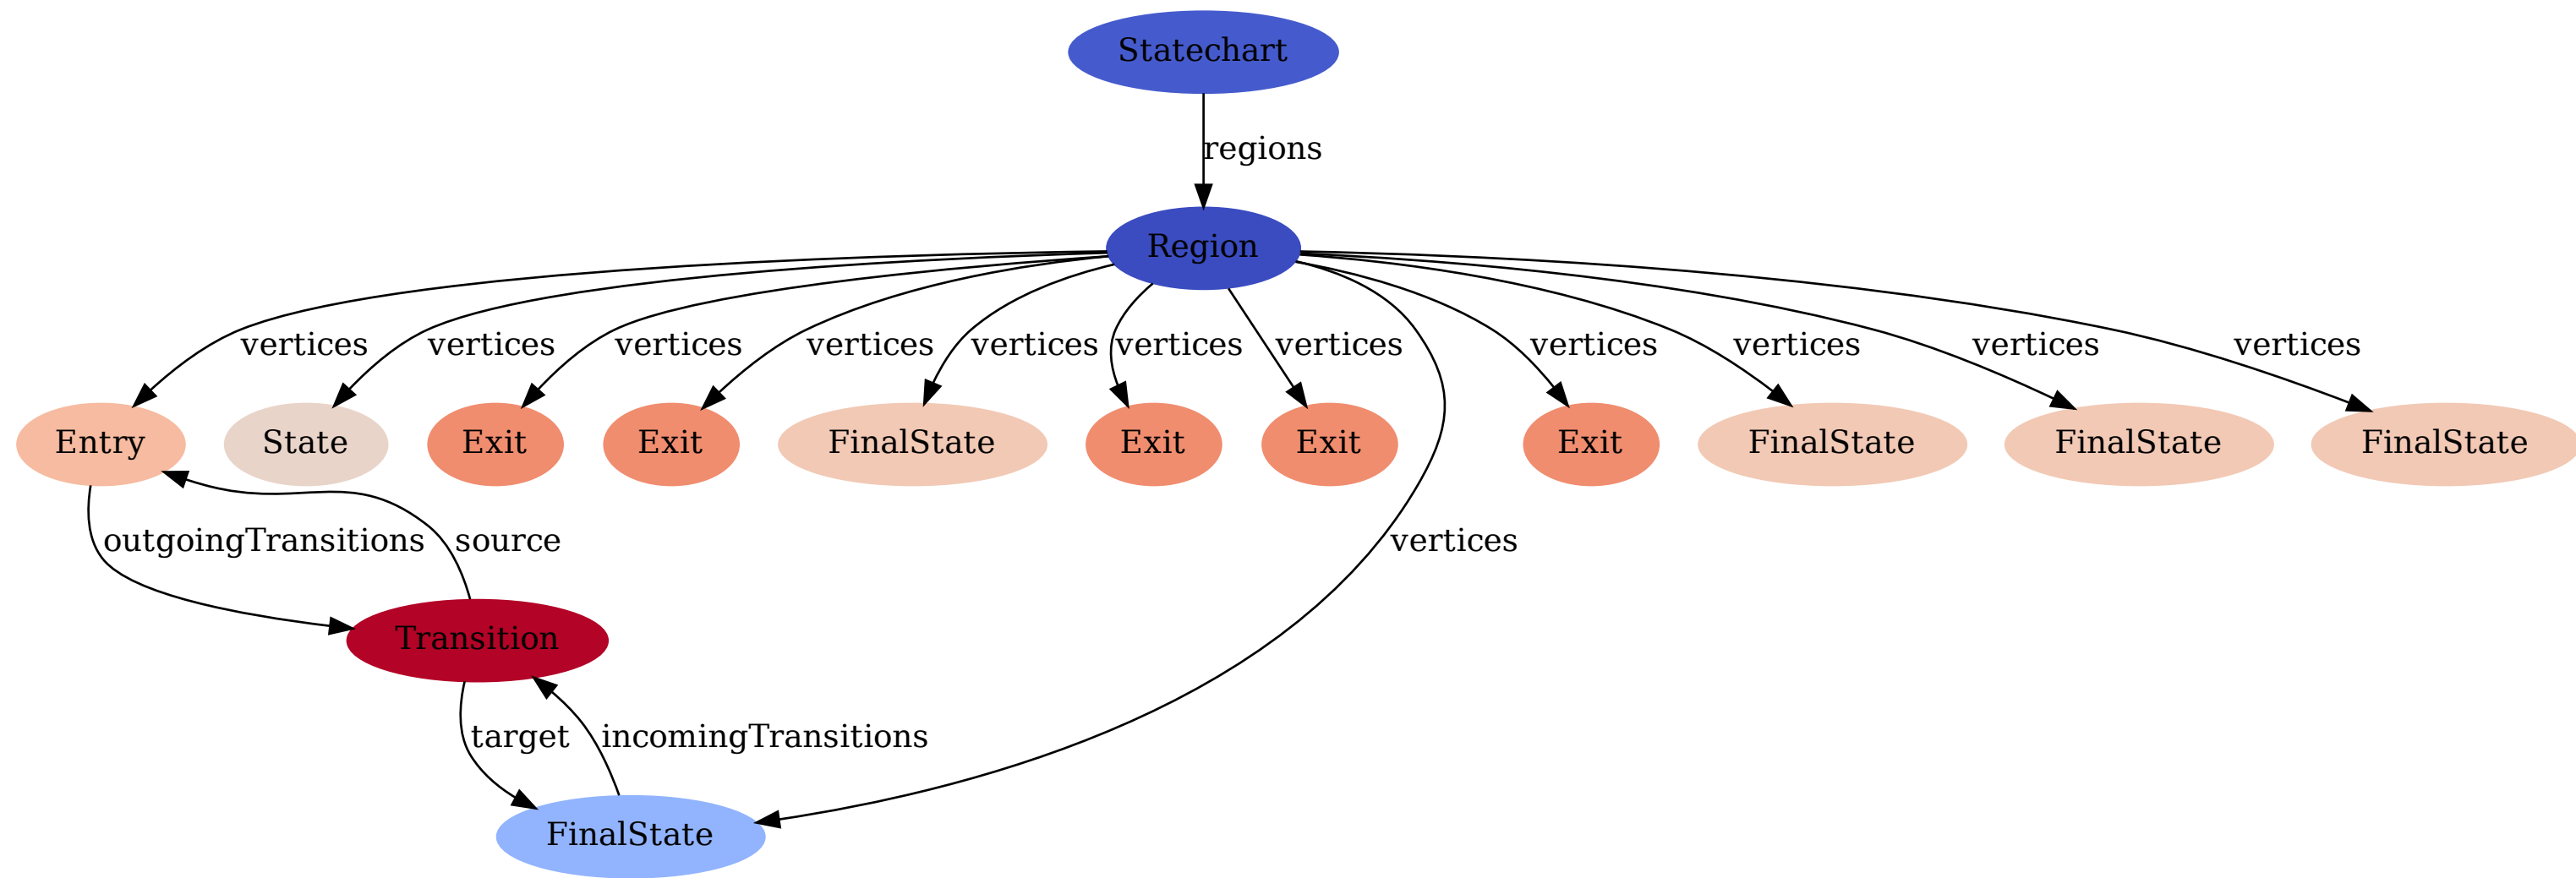 Statechart
regions
Region
vertices
vertices
vertices
vertices
vertices
vertices
vertices
vertices
vertices
vertices
vertices
Entry
State
Exit
Exit
FinalState
Exit
Exit
Exit
FinalState
FinalState
FinalState
outgoingTransitions
source
vertices
Transition
target
incomingTransitions
FinalState